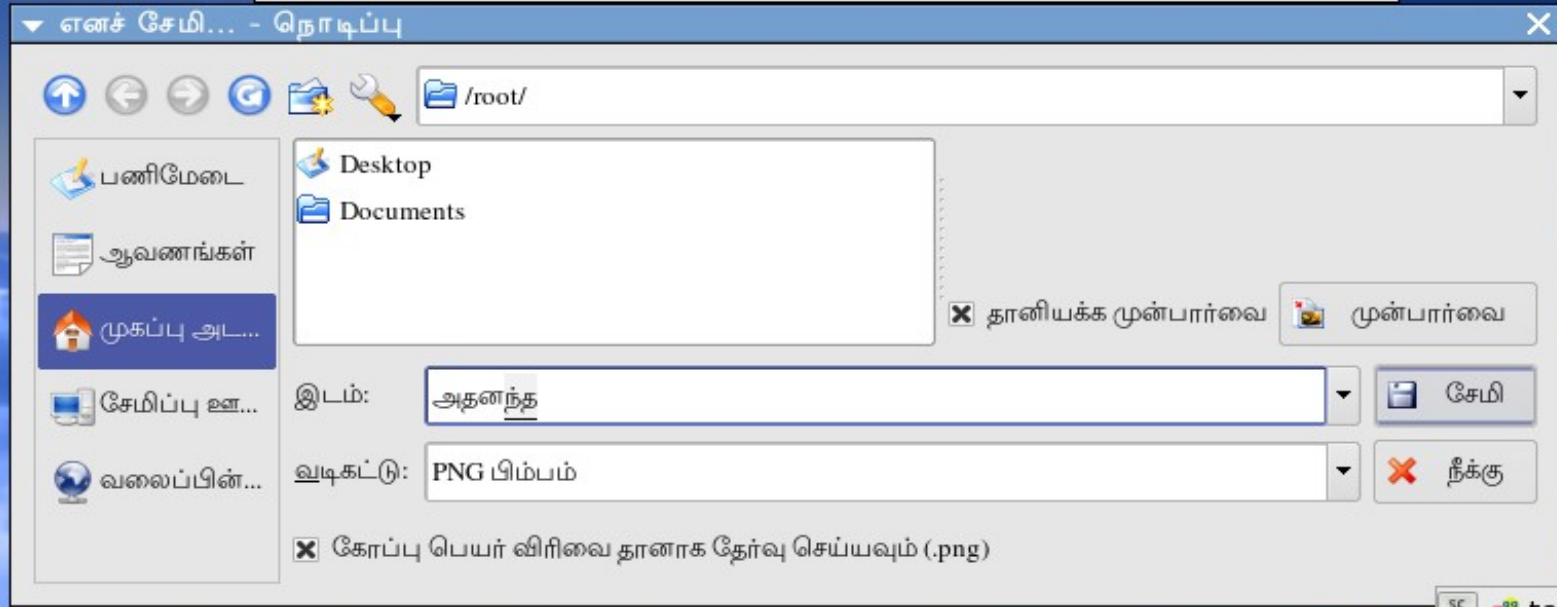 எனச் சேமி... - நொடிப்பு
/root/
பணிமேடை
ஆவணங்கள்
முகப்பு அட...
சேமிப்பு ஊ...
வலைப்பின்...
Desktop
Documents
தானியக்க முன்பார்வை
முன்பார்வை
இடம்: அதனந்த
சேமி
வடிகட்டு: PNG பிம்பம்
நீக்கு
கோப்பு பெயர் விரிவை தானாக தேர்வு செய்யவும் (.png)